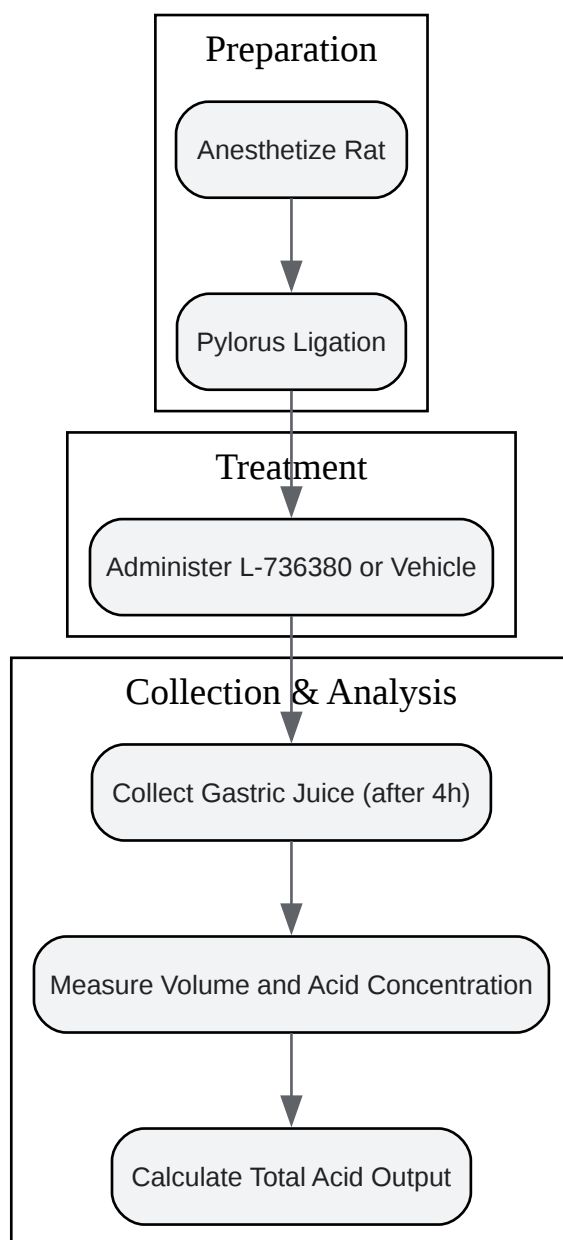 Preparation
Anesthetize Rat
Pylorus Ligation
Treatment
Administer L-736380 or Vehicle
Collection & Analysis
Collect Gastric Juice (after 4h)
Measure Volume and Acid Concentration
Calculate Total Acid Output